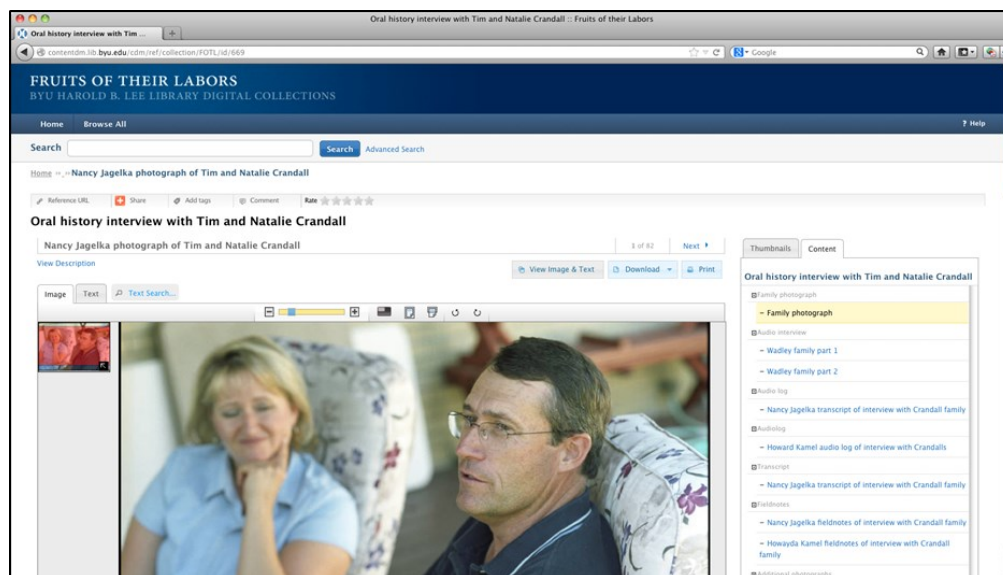 Oral history interview with Tim and Natalie Crandall :: Fruits of their Labors
Oral history interview with Tim ...
contentdm.lib.byu.edu/cdm/ref/collection/FOTL/id/669
Google
FRUITS OF THEIR LABORS
BYU HAROLD B. LEE LIBRARY DIGITAL COLLECTIONS
Home Browse All ? Help
Search Search Advanced Search
Home Nancy Jagelka photograph of Tim and Natalie Crandall
Reference URL Share Add tags Comment Rate
Oral history interview with Tim and Natalie Crandall
Nancy Jagelka photograph of Tim and Natalie Crandall 1 of 82 Next
View Description
View Image & Text Download Print
Image Text Text Search...
Thumbnails Content
Oral history interview with Tim and Natalie Crandall
Family photograph
- Family photograph
Audio interview
- Wadley family part 1
- Wadley family part 2
Audio log
- Nancy Jagelka transcript of interview with Crandall family
Audiolog
- Howard Kamel audio log of interview with Crandalls
Transcript
- Nancy Jagelka transcript of interview with Crandall family
Fieldnotes
- Nancy Jagelka fieldnotes of interview with Crandall family
- Howayda Kamel fieldnotes of interview with Crandall
family
Additional photographs